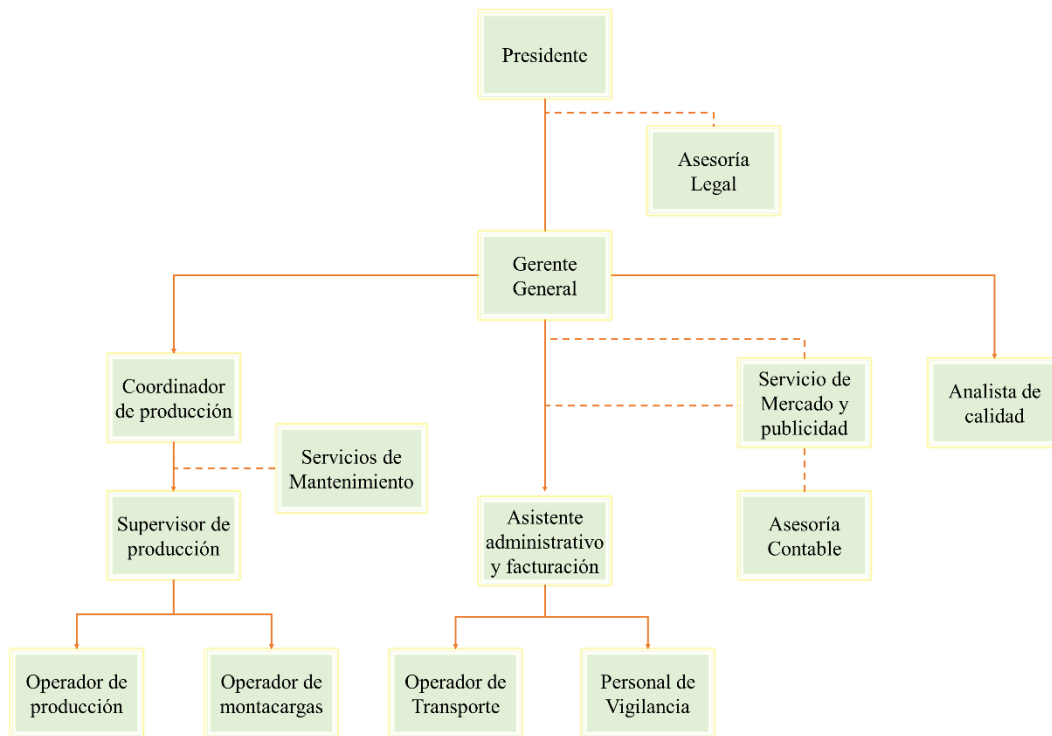 Presidente
Asesoría
Legal
Gerente
General
Coordinador
de producción
Servicio de
Mercado y
publicidad
Analista de
calidad
Servicios de
Mantenimiento
Supervisor de
producción
Asistente
administrativo
y facturación
Asesoría
Contable
Operador de
producción
Operador de
montacargas
Operador de
Transporte
Personal de
Vigilancia